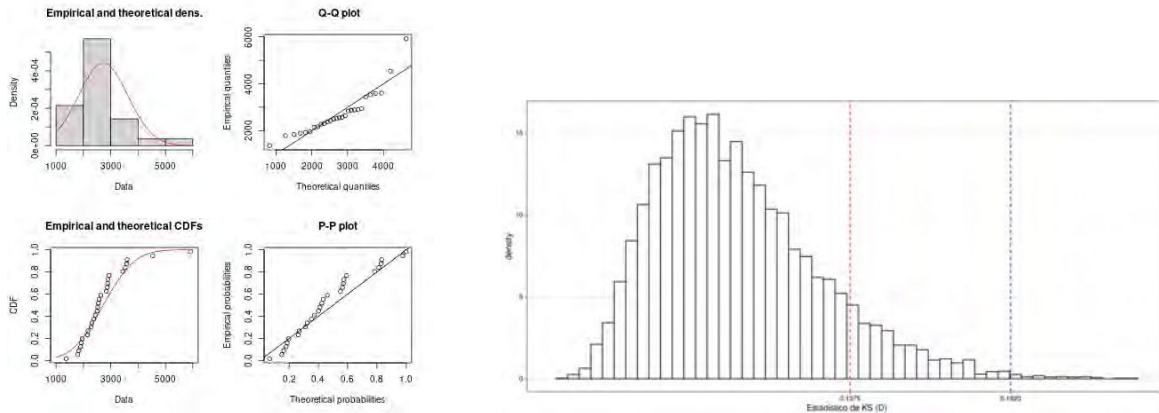 Empirical and theoretical dens.
Density
0e+00 2e-04 4e-04
1000 3000 5000
Data
Q-Q plot
Empirical quantiles
2000 4000 6000
1000 2000 3000 4000
Theoretical quantiles
Empirical and theoretical CDFs
CDF
0.0 0.2 0.4 0.6 0.8 1.0
1000 3000 5000
Data
P-P plot
Empirical probabilities
0.0 0.2 0.4 0.6 0.8 1.0
0.2 0.4 0.6 0.8 1.0
Theoretical probabilities
density
0
5
10
15
Estadístico de KS (D)